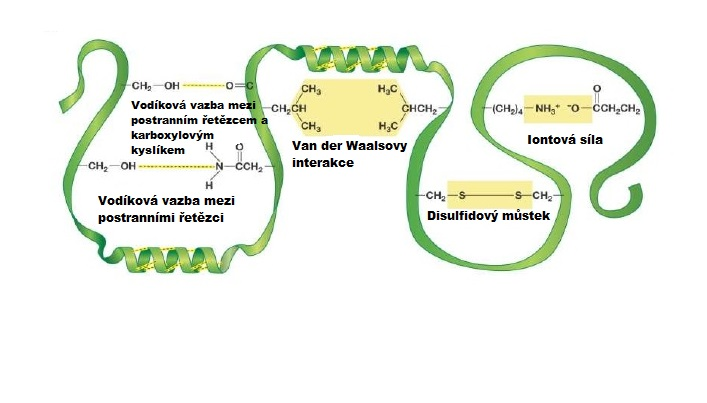 CH₂ — OH O=C
Vodíková vazba mezi
postranním řetězcem a
karboxylovým
kyslíkem
CH₂ — OH H N H O CCH₂
Vodíková vazba mezi
postranními řetězci
CH₃ H₃C
CH₂CH CHCH₂
CH₃ H₃C
Van der Waalsovy
interakce
O
(CH₂)₄ — NH₃⁺ ⁻O — CCH₂CH₂
Iontová síla
CH₂ — S S — CH₂
Disulfidový můstek